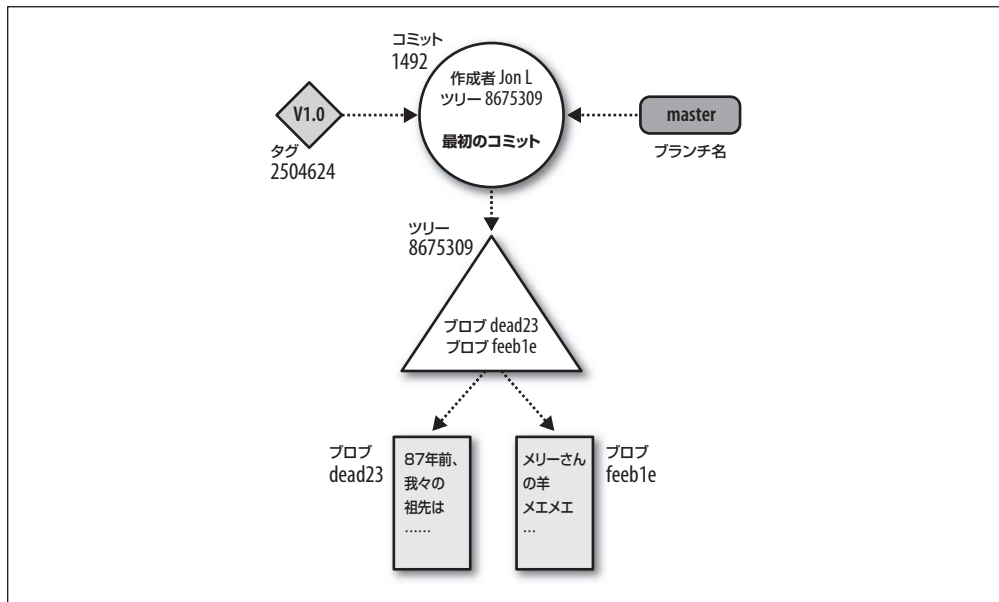 コミット
1492
作成者 Jon L
ツリー 8675309
最初のコミット
V1.0
タグ
2504624
master
ブランチ名
ツリー
8675309
ブロブ dead23
ブロブ feeb1e
ブロブ
dead23
87年前、
我々の
祖先は
……
メリーさん
の羊
メエメエ
…
ブロブ
feeb1e